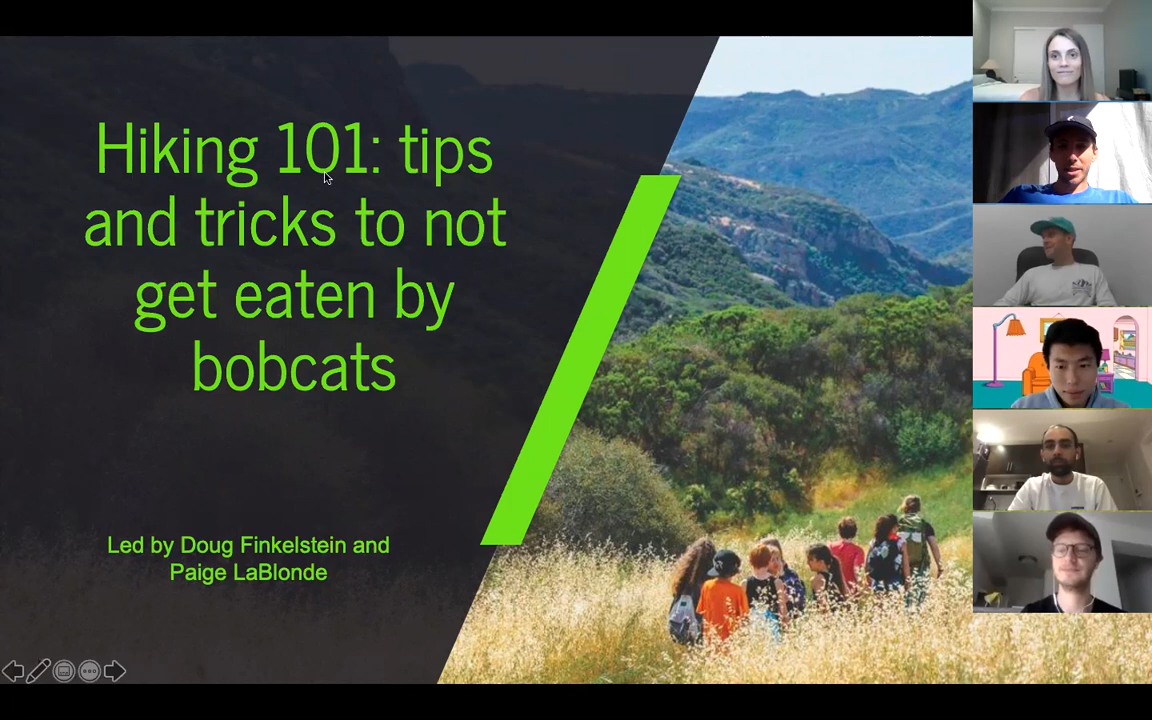 Hiking 101: tips
and tricks to not
get eaten by
bobcats
Led by Doug Finkelstein and
Paige LaBlonde